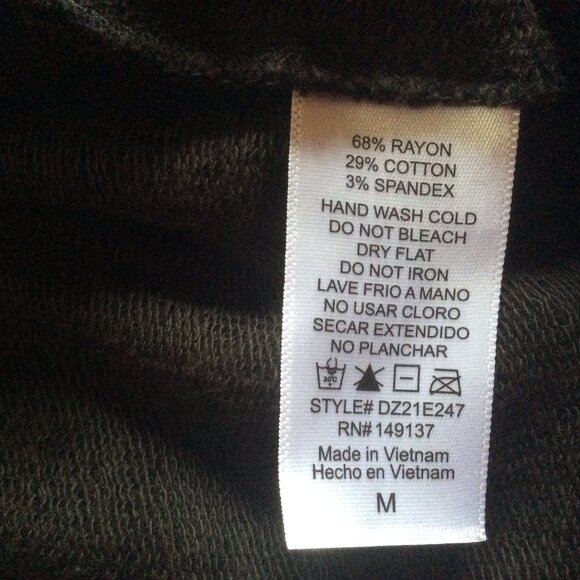 68% RAYON
29% COTTON
3% SPANDEX
HAND WASH COLD
DO NOT BLEACH
DRY FLAT
DO NOT IRON
LAVE FRIO A MANO
NO USAR CLORO
SECAR EXTENDIDO
NO PLANCHAR
30°C
STYLE# DZ21E247
RN# 149137
Made in Vietnam
Hecho en Vietnam
M